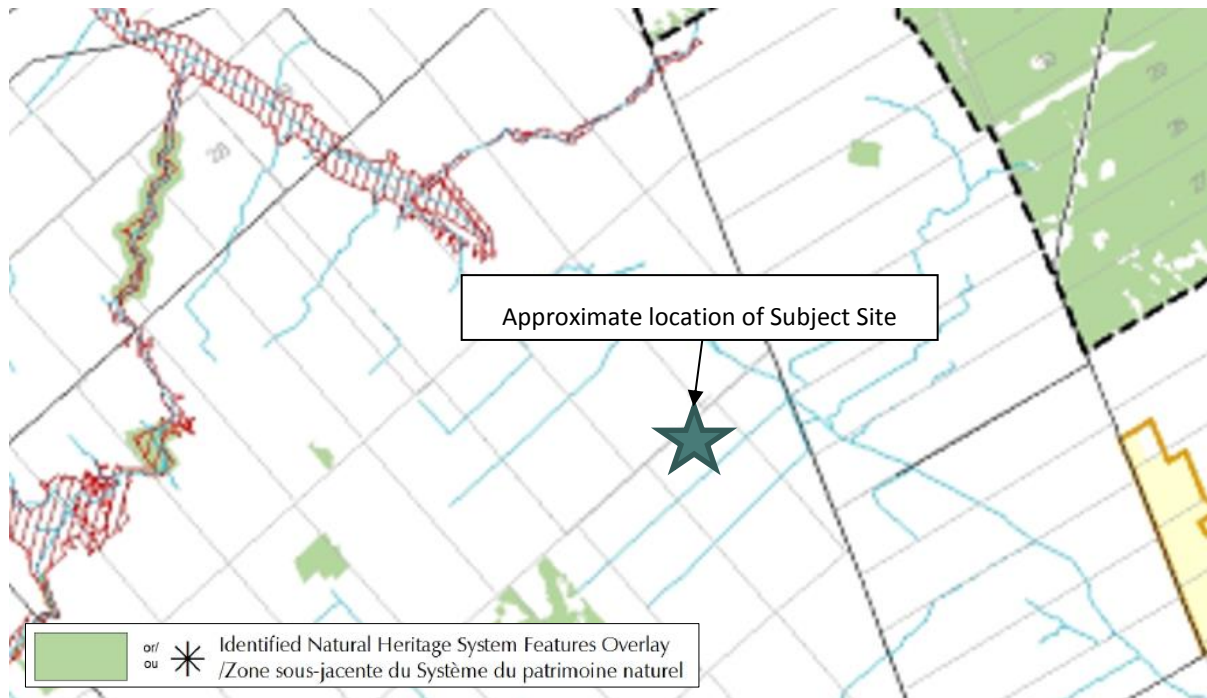 Approximate location of Subject Site
28
or/
ou
Identified Natural Heritage System Features Overlay
/Zone sous-jacente du Système du patrimoine naturel